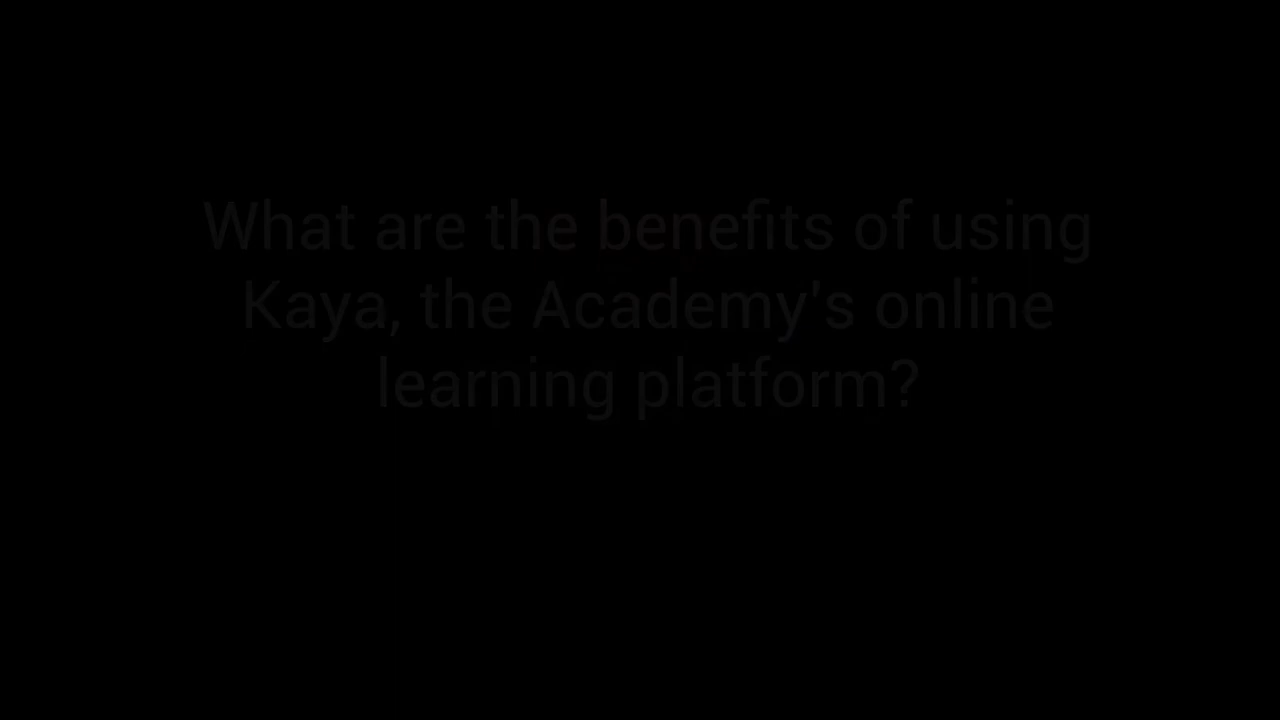 What are the benefits of using
Kaya, the Academy's online
learning platform?